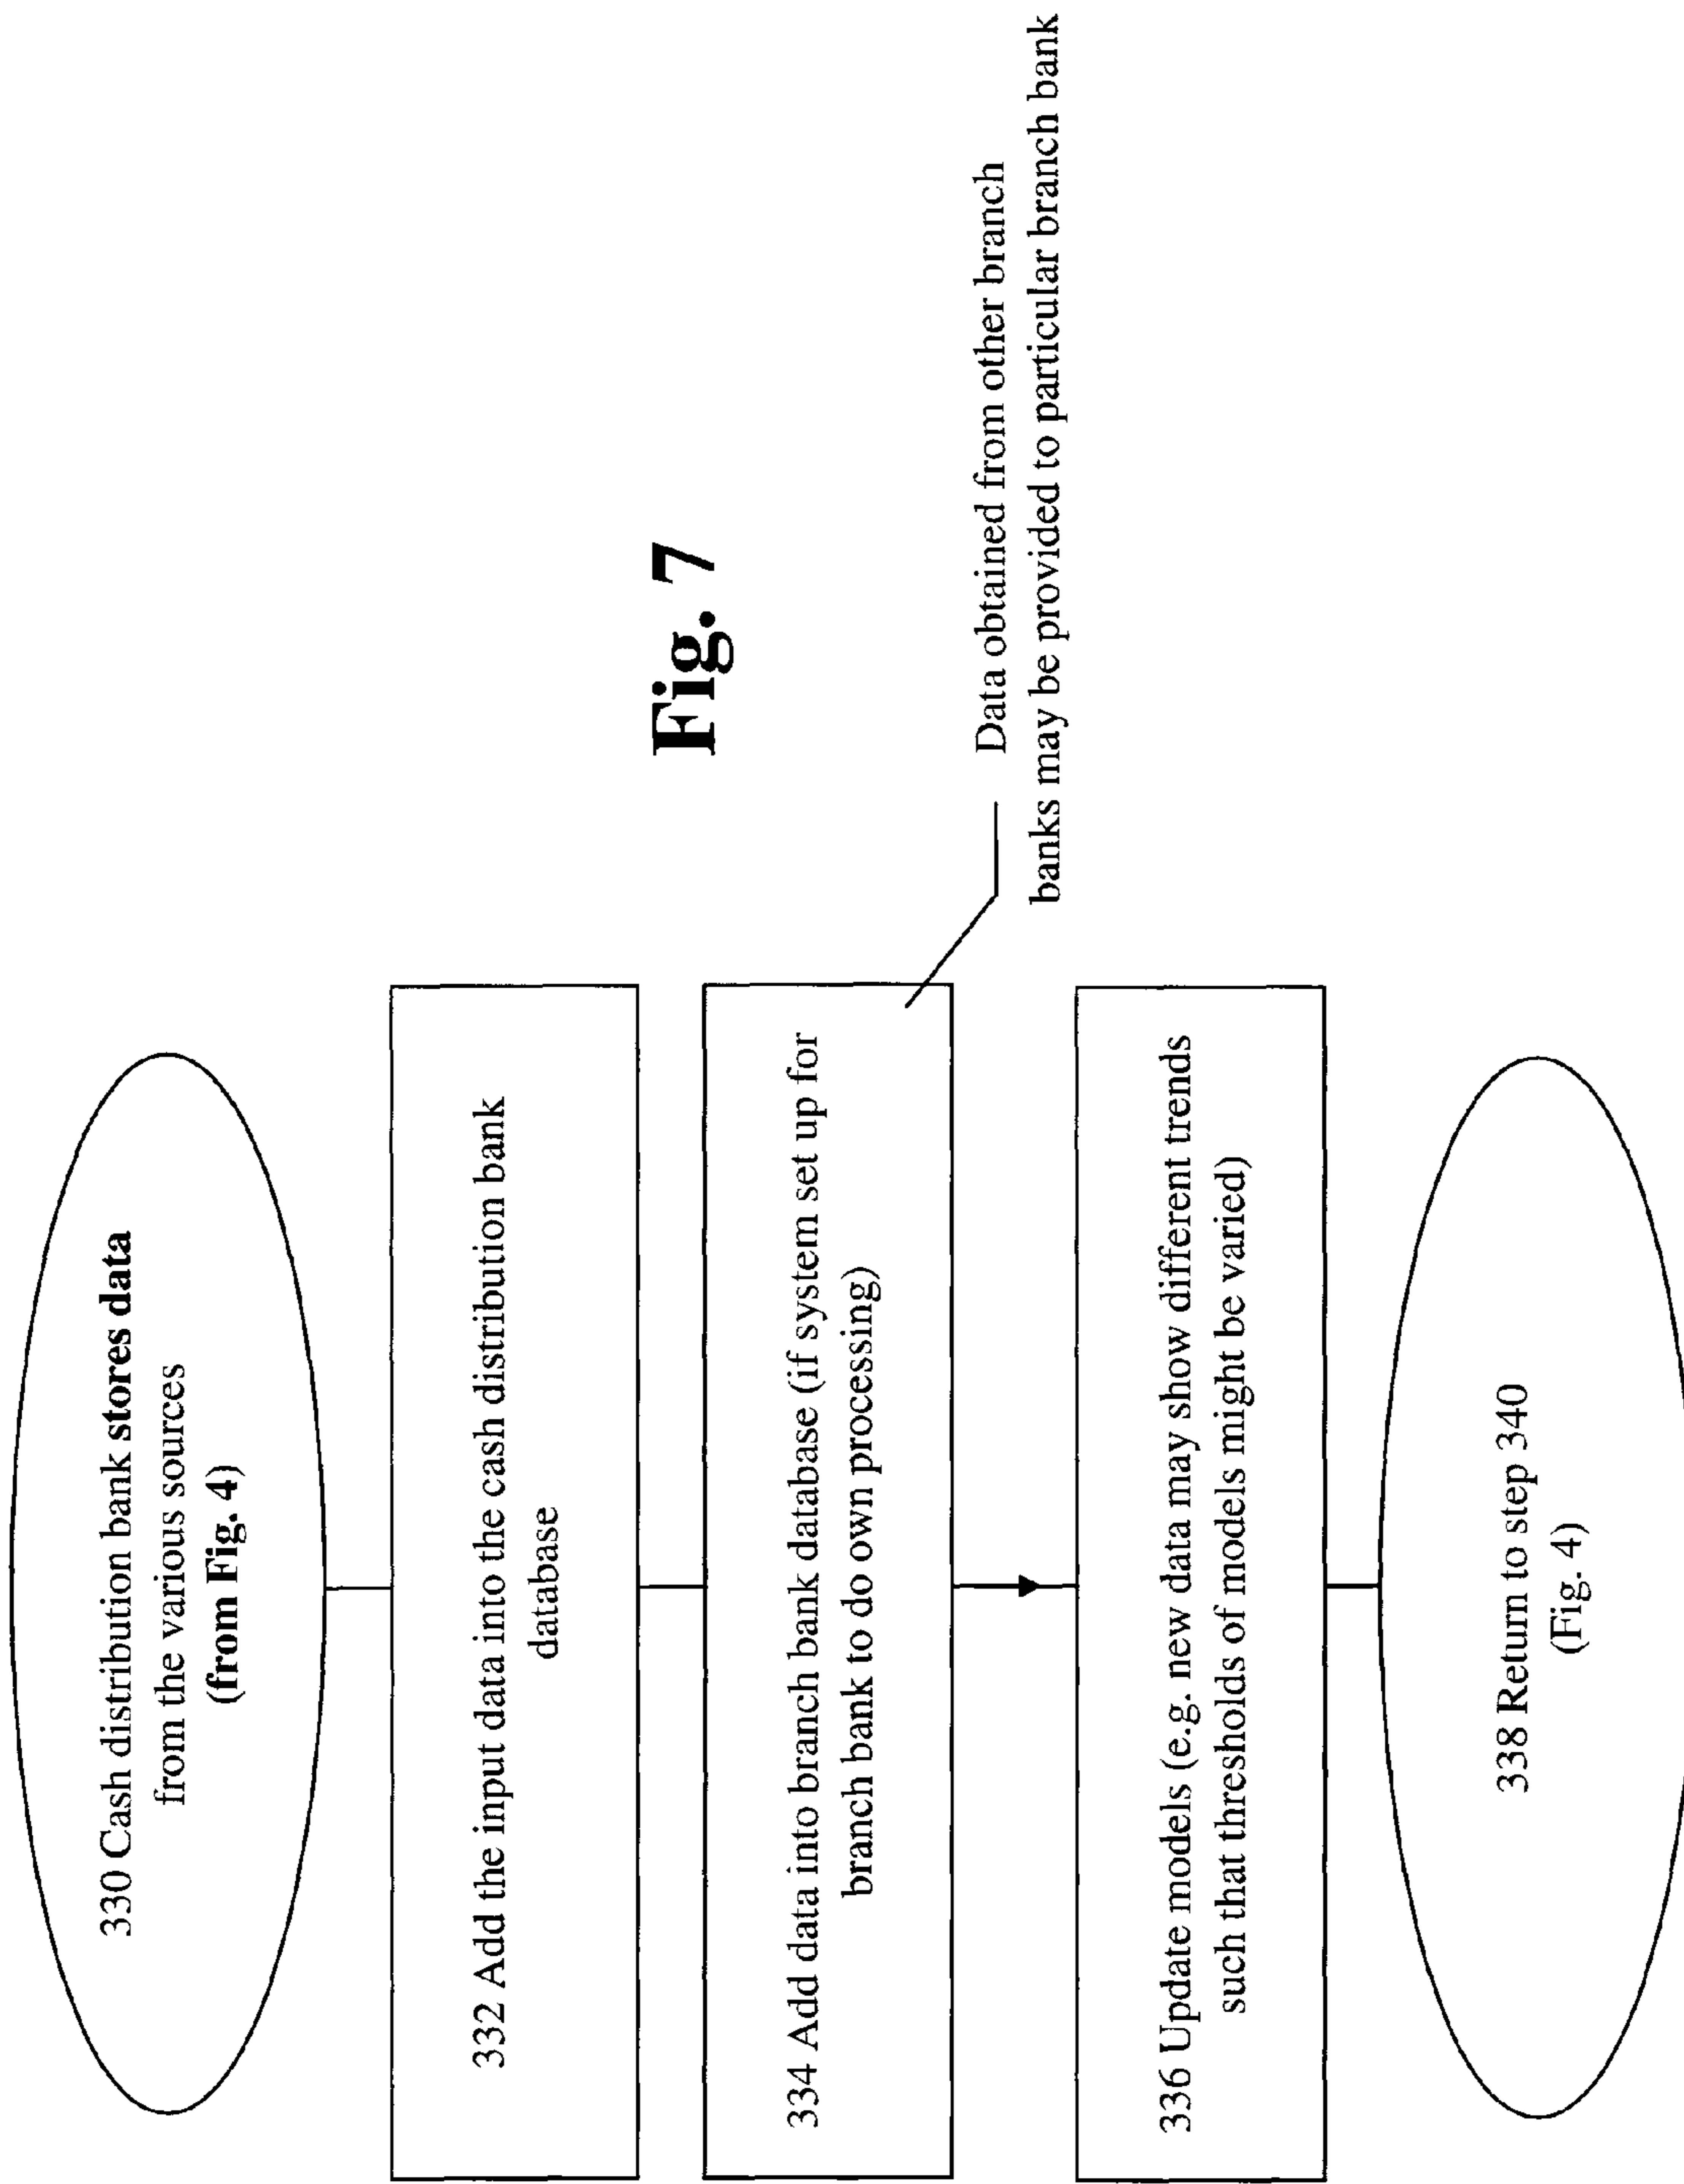 330 Cash distribution bank stores data
from the various sources
(from Fig. 4)
332 Add the input data into the cash distribution bank
database
334 Add data into branch bank database (if system set up for
branch bank to do own processing)
Data obtained from other branch
banks may be provided to particular branch bank
336 Update models (e.g. new data may show different trends
such that thresholds of models might be varied)
338 Return to step 340
(Fig. 4)
Fig. 7